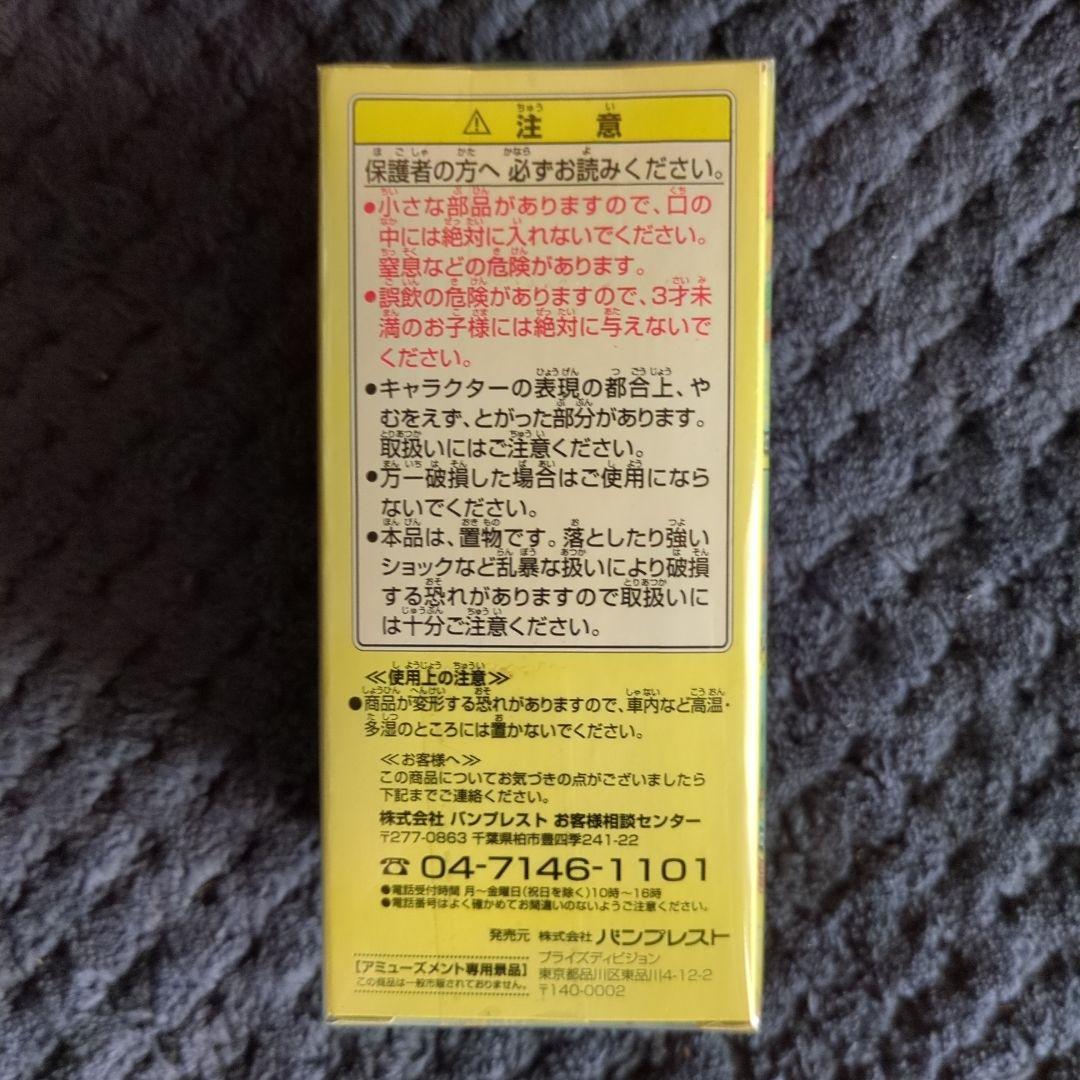 ⚠ 注意
保護者の方へ 必ずお読みください。
●小さな部品がありますので、口の
中には絶対に入れないでください。
窒息などの危険があります。
●誤飲の危険がありますので、3才未
満のお子様には絶対に与えないで
ください。
●キャラクターの表現の都合上、や
むをえず、とがった部分があります。
取扱いにはご注意ください。
●万一破損した場合はご使用になら
ないでください。
●本品は、置物です。落としたり強い
ショックなど乱暴な扱いにより破損
する恐れがありますので取扱いに
は十分ご注意ください。
≪使用上の注意≫
●商品が変形する恐れがありますので、車内など高温・
多湿のところには置かないでください。
≪お客様へ≫
この商品についてお気づきの点がございましたら
下記までご連絡ください。
株式会社 バンプレスト お客様相談センター
〒277-0863 千葉県柏市豊四季241-22
☎04-7146-1101
●電話受付時間 月～金曜日(祝日を除く)10時～16時
●電話番号はよく確かめてお間違いのないようご注意ください。
発売元 株式会社 バンプレスト
プライズディビジョン
東京都品川区東品川4-12-2
〒140-0002
【アミューズメント専用景品】
この商品は一般市販されておりません。